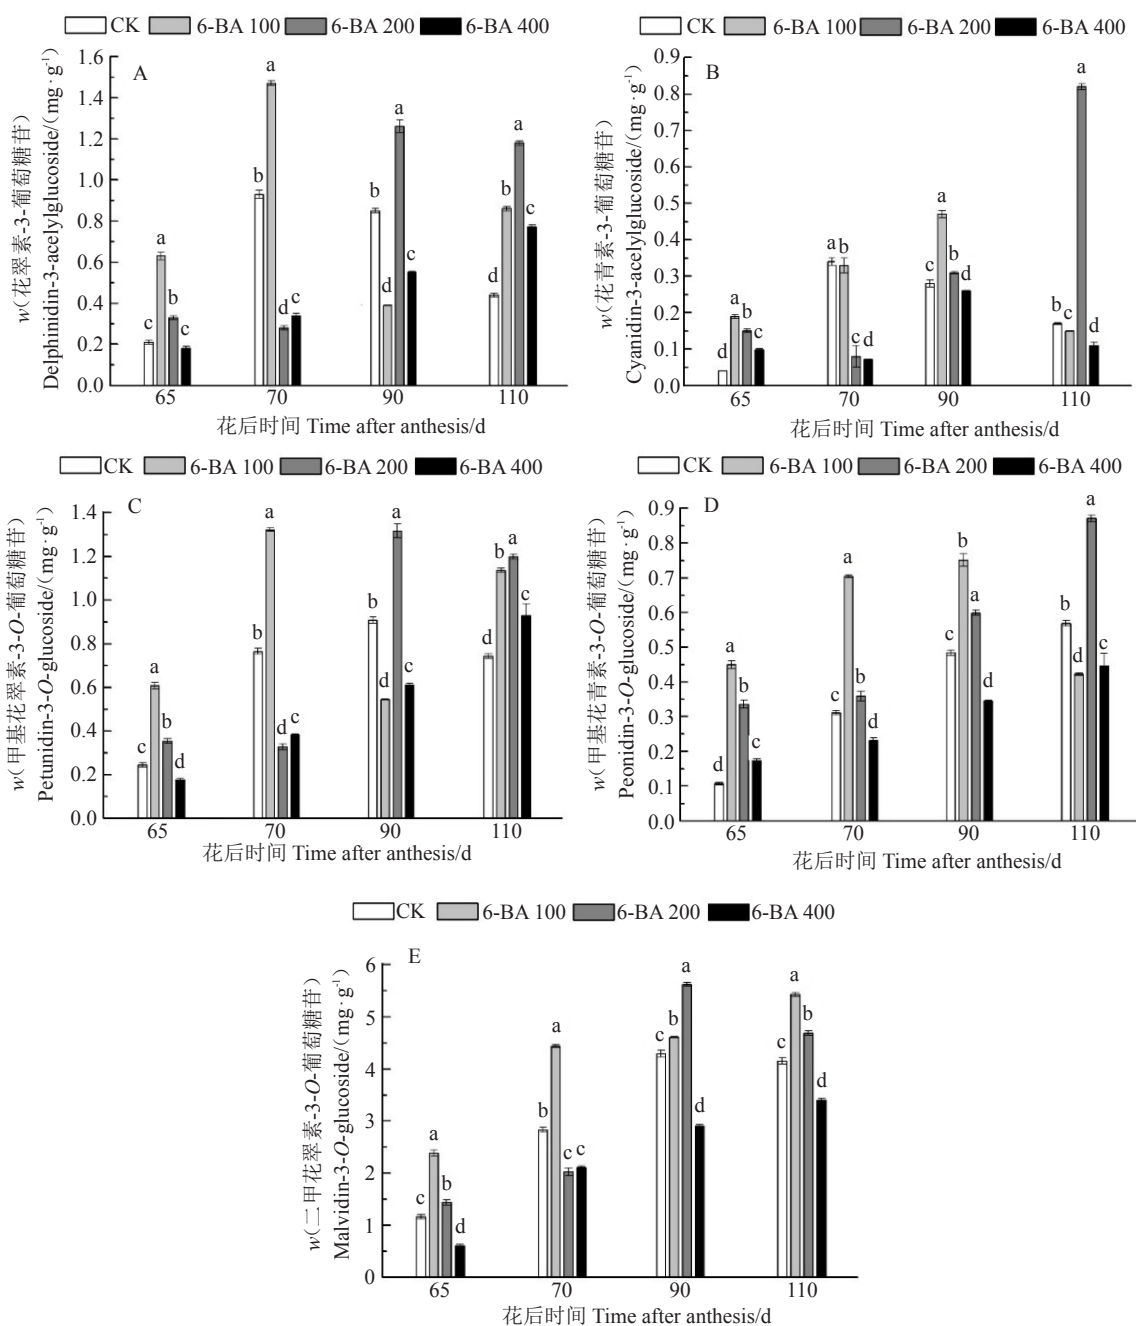 CK 6-BA 100 6-BA 200 6-BA 400
A
w(花翠素-3-葡萄糖苷)
Delphinidin-3-acelylglucoside/(mg·g-1)
1.6
1.4
1.2
1.0
0.8
0.6
0.4
0.2
0.0
c a b c
b a d d
b d a c
d b a c
65 70 90 110
花后时间 Time after anthesis/d
CK 6-BA 100 6-BA 200 6-BA 400
B
w(花青素-3-葡萄糖苷)
Cyanidin-3-acelylglucoside/(mg·g-1)
0.9
0.8
0.7
0.6
0.5
0.4
0.3
0.2
0.1
0.0
d a b c
a b c d
c a b d
b c a d
65 70 90 110
花后时间 Time after anthesis/d
CK 6-BA 100 6-BA 200 6-BA 400
C
w(甲基花翠素-3-O-葡萄糖苷)
Petunidin-3-O-glucoside/(mg·g-1)
1.4
1.2
1.0
0.8
0.6
0.4
0.2
0.0
c a b d
b a d c
b d a c
d b a c
65 70 90 110
花后时间 Time after anthesis/d
CK 6-BA 100 6-BA 200 6-BA 400
D
w(甲基花青素-3-O-葡萄糖苷)
Peonidin-3-O-glucoside/(mg·g-1)
0.9
0.8
0.7
0.6
0.5
0.4
0.3
0.2
0.1
0.0
d a b c
c a b d
c b a d
b d a c
65 70 90 110
花后时间 Time after anthesis/d
CK 6-BA 100 6-BA 200 6-BA 400
E
w(二甲花翠素-3-O-葡萄糖苷)
Malvidin-3-O-glucoside/(mg·g-1)
6
5
4
3
2
1
0
c a b d
b a c c
c b a d
c a b d
65 70 90 110
花后时间 Time after anthesis/d